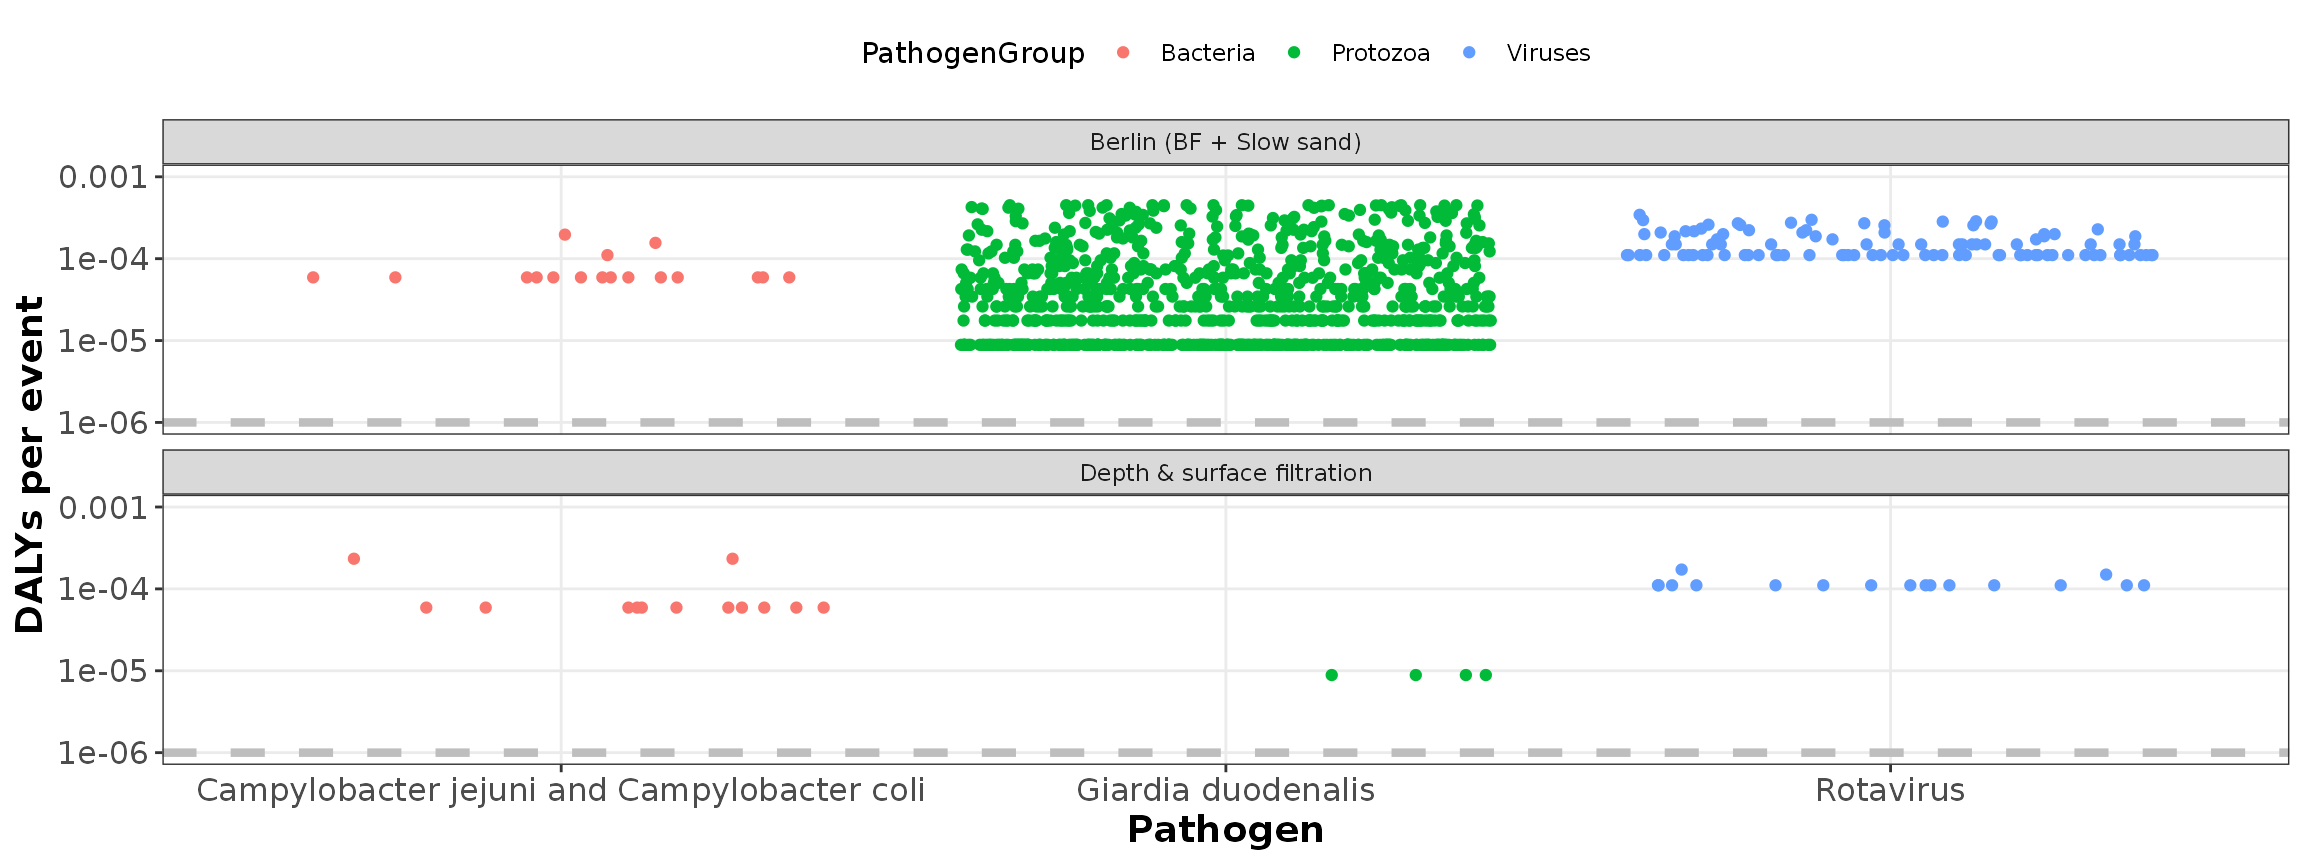 PathogenGroup Bacteria Protozoa Viruses
Berlin (BF + Slow sand)
0.001
1e-04
1e-05
1e-06
DALYs per event
Depth & surface filtration
0.001
1e-04
1e-05
1e-06
Campylobacter jejuni and Campylobacter coli Giardia duodenalis Rotavirus
Pathogen